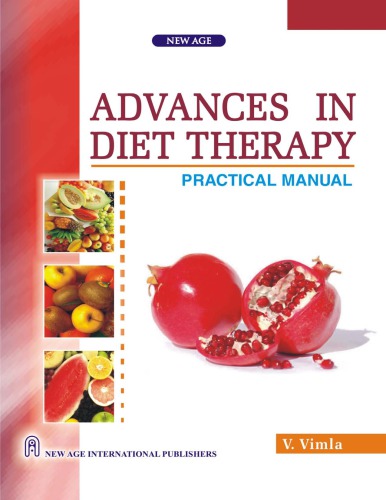 NEW AGE
ADVANCES IN
DIET THERAPY
PRACTICAL MANUAL
V. Vimla
NEW AGE INTERNATIONAL PUBLISHERS